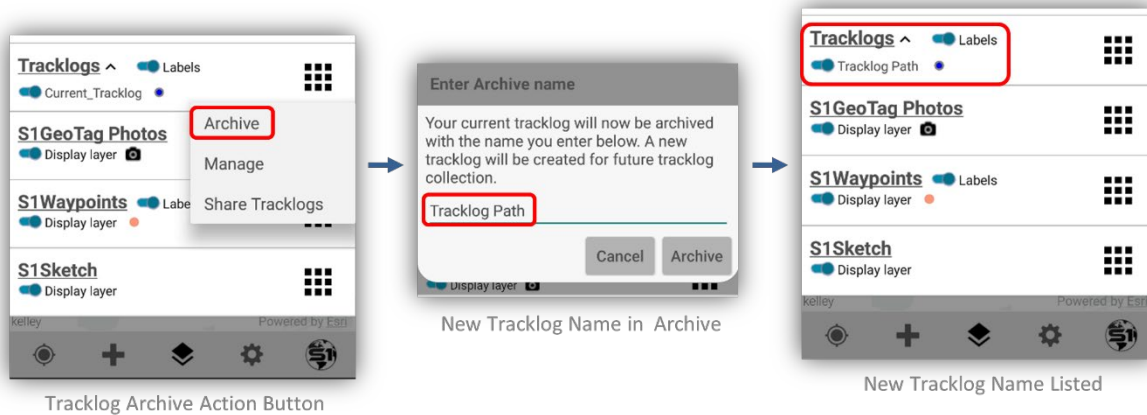 Tracklogs Labels
Current_Tracklog
Archive
S1GeoTag Photos
Display layer
Manage
S1Waypoints Labe
Share Tracklogs
Display layer
S1Sketch
Display layer
kelley Powered by Esri
S1
Tracklog Archive Action Button
Enter Archive name
Your current tracklog will now be archived
with the name you enter below. A new
tracklog will be created for future tracklog
collection.
Tracklog Path
Cancel Archive
Display layer
New Tracklog Name in Archive
Tracklogs Labels
Tracklog Path
S1GeoTag Photos
Display layer
S1Waypoints Labels
Display layer
S1Sketch
Display layer
kelley Powered by Esri
S1
New Tracklog Name Listed